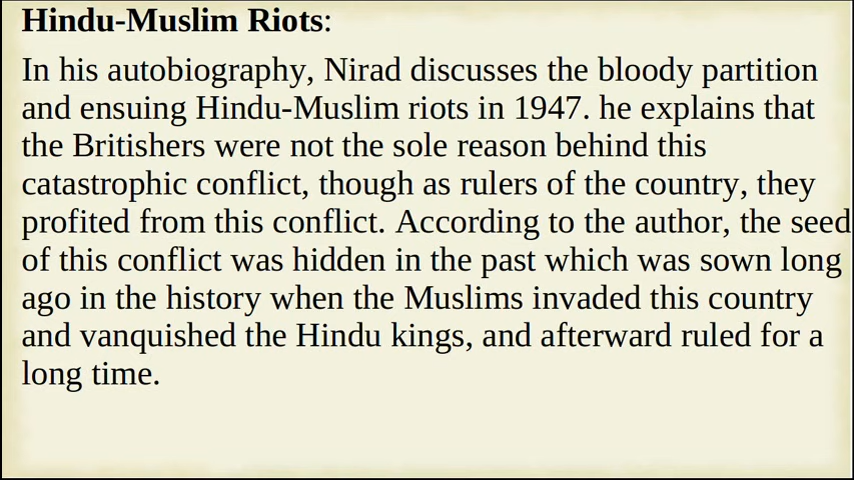 Hindu-Muslim Riots:
In his autobiography, Nirad discusses the bloody partition
and ensuing Hindu-Muslim riots in 1947. he explains that
the Britishers were not the sole reason behind this
catastrophic conflict, though as rulers of the country, they
profited from this conflict. According to the author, the seed
of this conflict was hidden in the past which was sown long
ago in the history when the Muslims invaded this country
and vanquished the Hindu kings, and afterward ruled for a
long time.